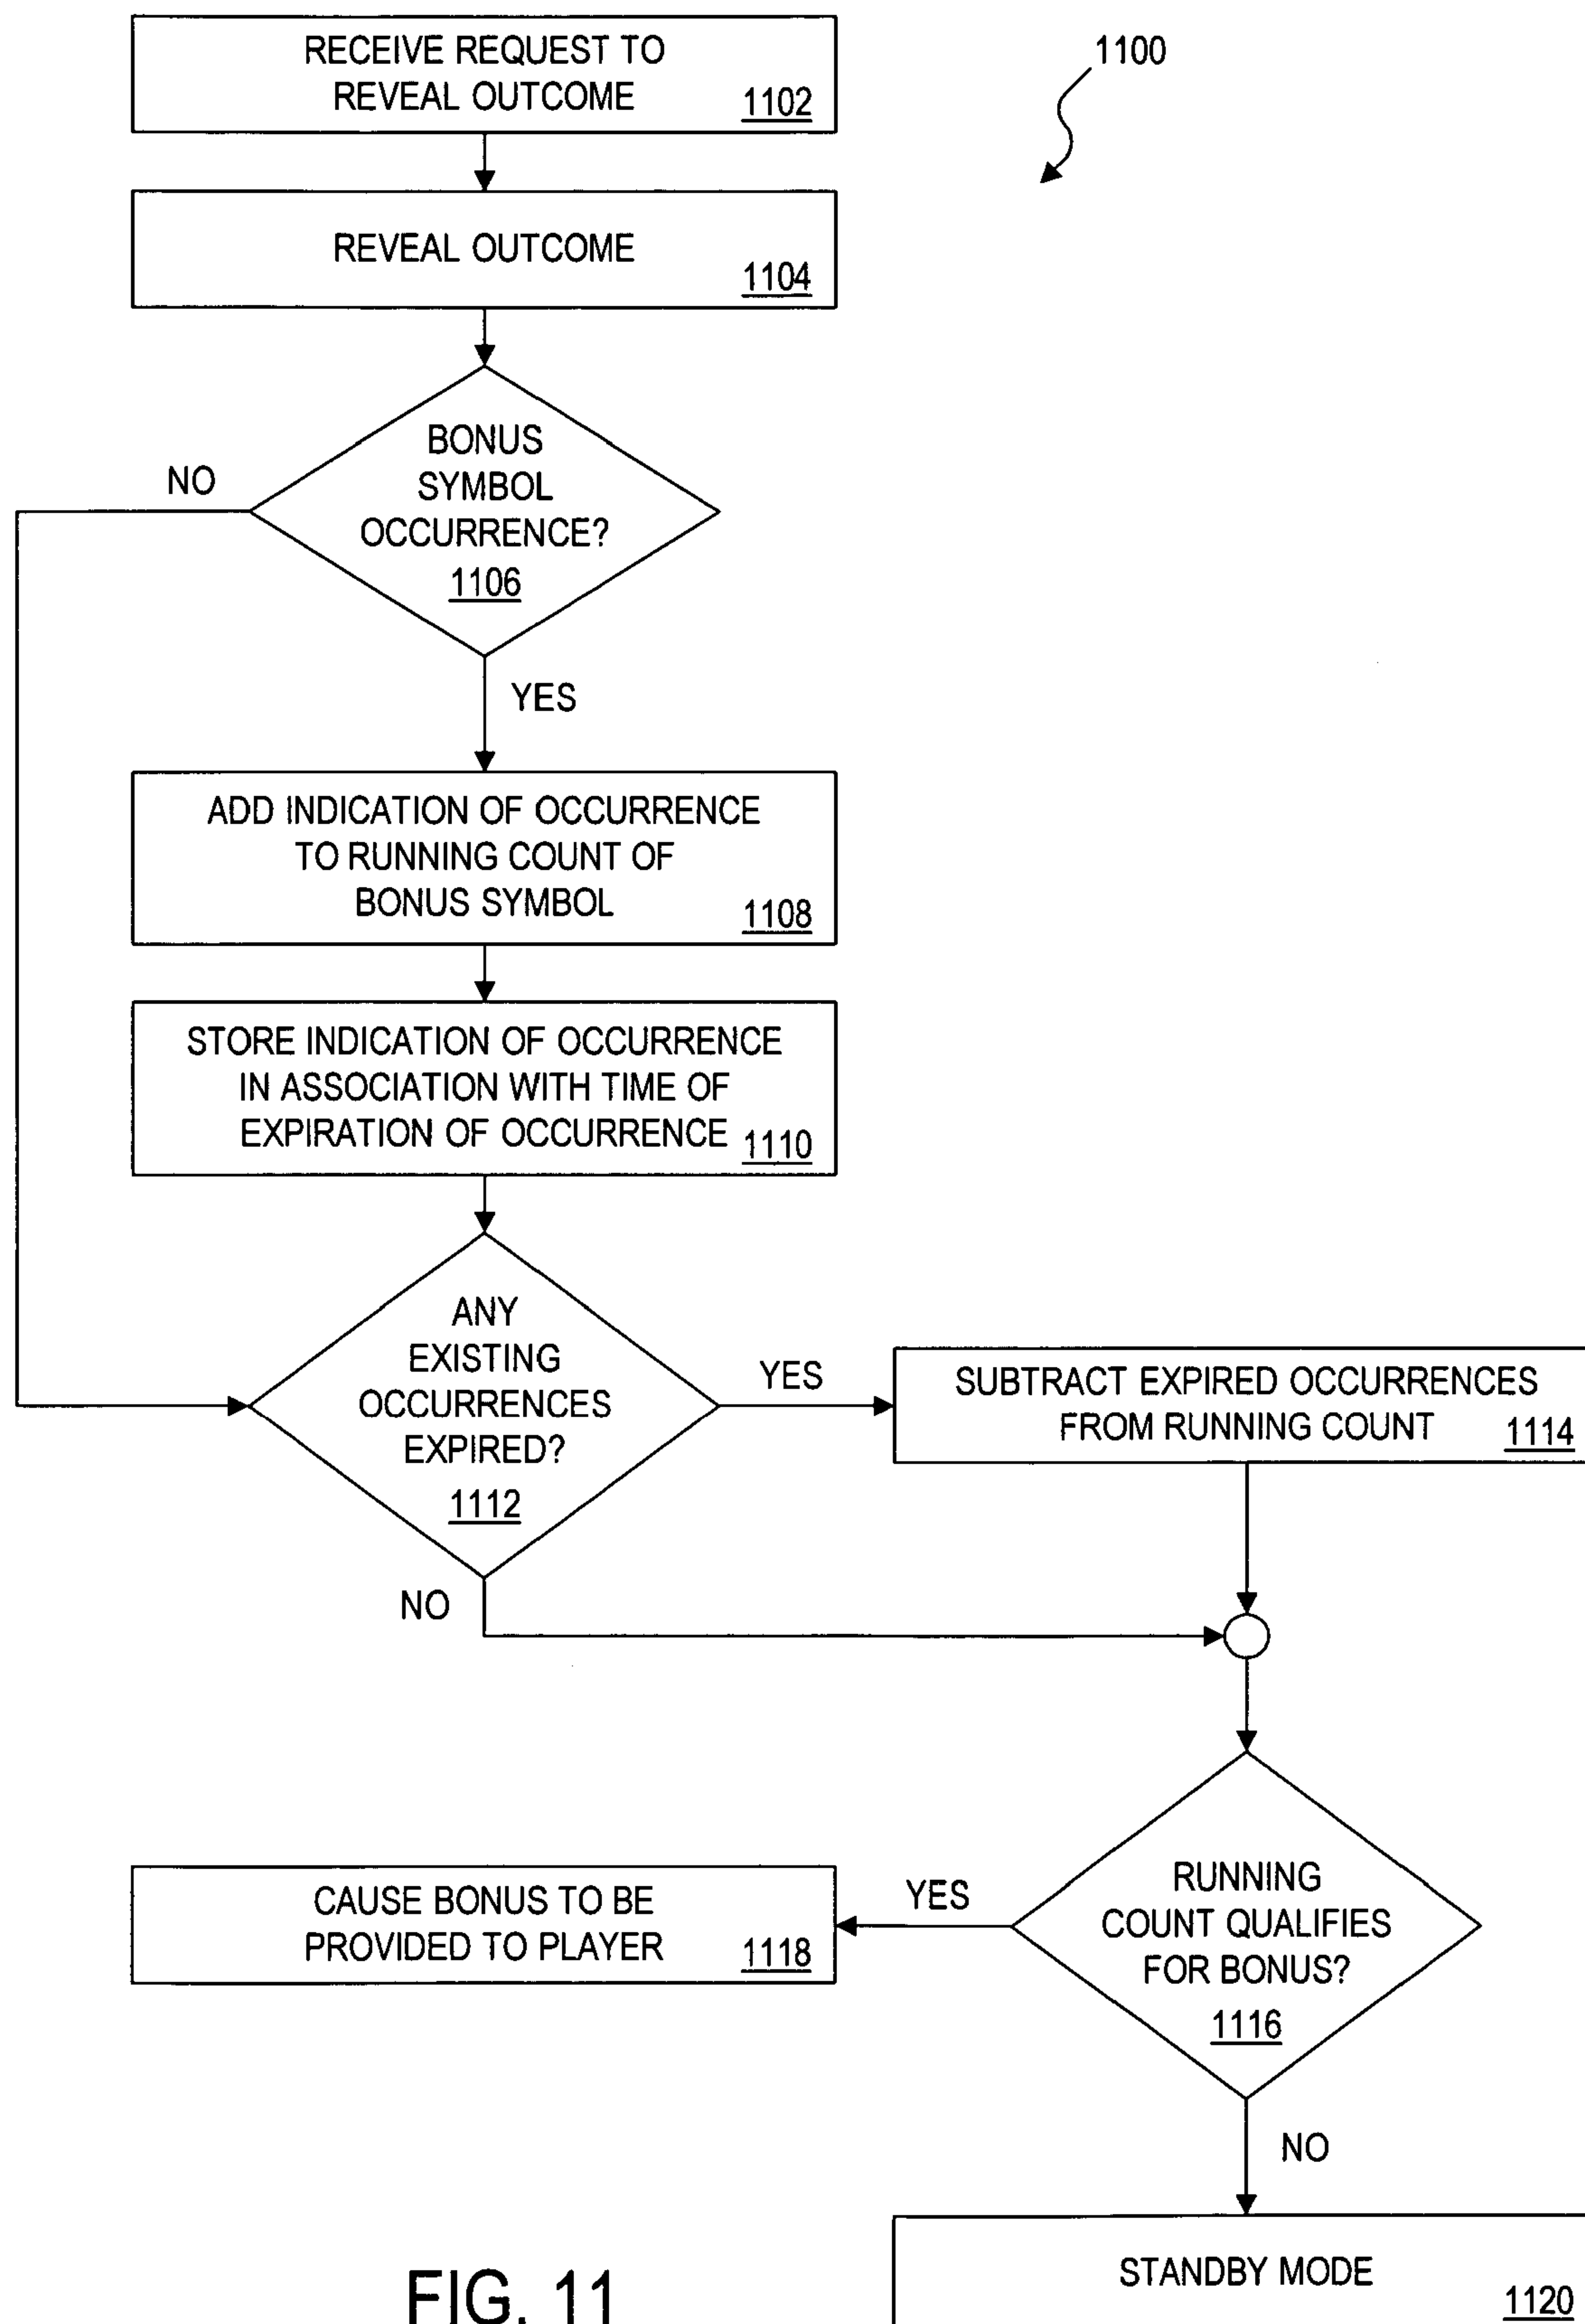 RECEIVE REQUEST TO
REVEAL OUTCOME
1102
1100
REVEAL OUTCOME
1104
BONUS
SYMBOL
OCCURRENCE?
1106
NO
YES
ADD INDICATION OF OCCURRENCE
TO RUNNING COUNT OF
BONUS SYMBOL
1108
STORE INDICATION OF OCCURRENCE
IN ASSOCIATION WITH TIME OF
EXPIRATION OF OCCURRENCE
1110
ANY
EXISTING
OCCURRENCES
EXPIRED?
1112
YES
SUBTRACT EXPIRED OCCURRENCES
FROM RUNNING COUNT
1114
NO
RUNNING
COUNT QUALIFIES
FOR BONUS?
1116
YES
CAUSE BONUS TO BE
PROVIDED TO PLAYER
1118
NO
STANDBY MODE
1120
FIG. 11